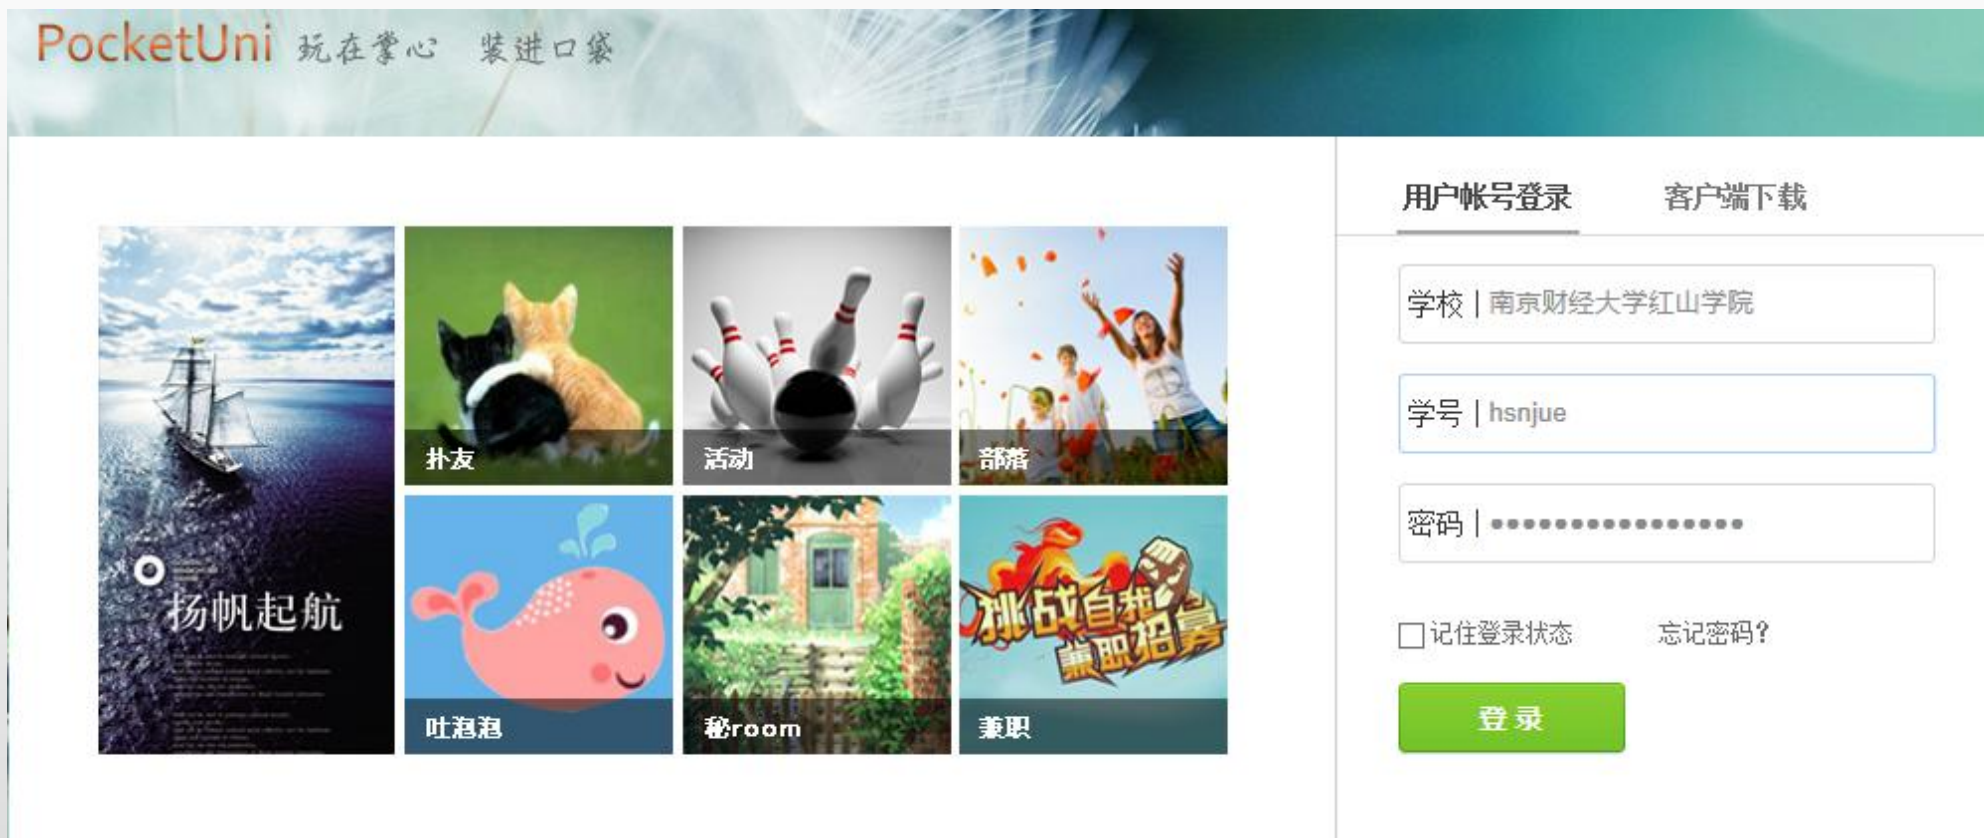 PocketUni 玩在掌心 装进口袋
用户帐号登录 客户端下载
学校 | 南京财经大学红山学院
学号 | hsnjue
密码 | ••••••••••••••••
记住登录状态 忘记密码?
登 录
扬帆起航
扑友
活动
部落
吐泡泡
秘room
挑战自我
兼职招募
兼职